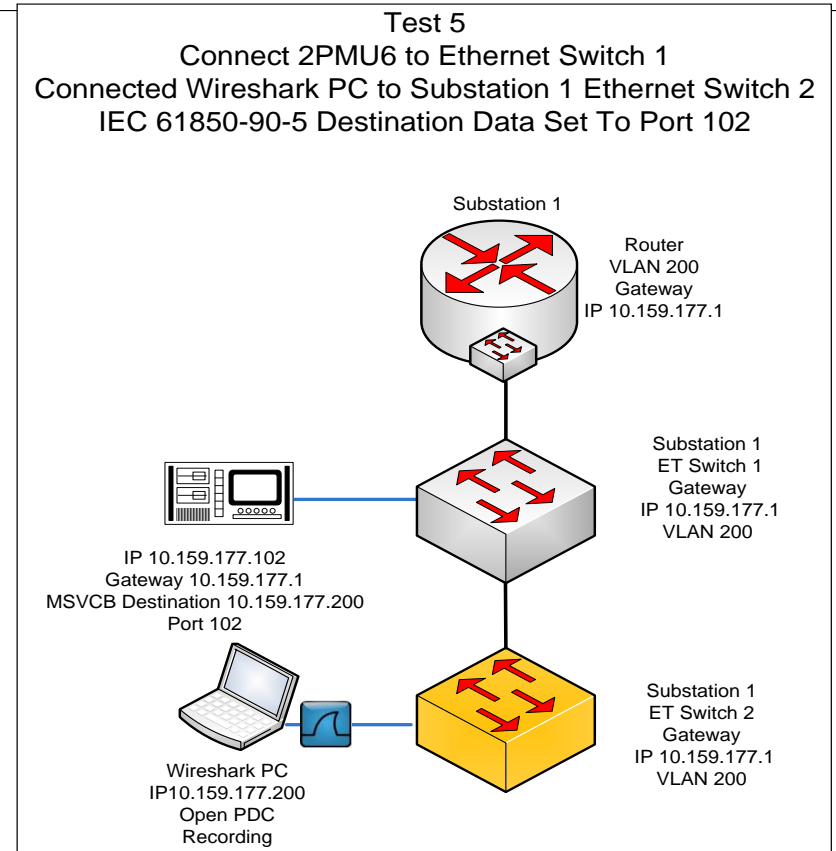 Test 5
Connect 2PMU6 to Ethernet Switch 1
Connected Wireshark PC to Substation 1 Ethernet Switch 2
IEC 61850-90-5 Destination Data Set To Port 102
Substation 1
Router
VLAN 200
Gateway
IP 10.159.177.1
Substation 1
ET Switch 1
Gateway
IP 10.159.177.1
VLAN 200
IP 10.159.177.102
Gateway 10.159.177.1
MSVCB Destination 10.159.177.200
Port 102
Substation 1
ET Switch 2
Gateway
IP 10.159.177.1
VLAN 200
Wireshark PC
IP10.159.177.200
Open PDC
Recording